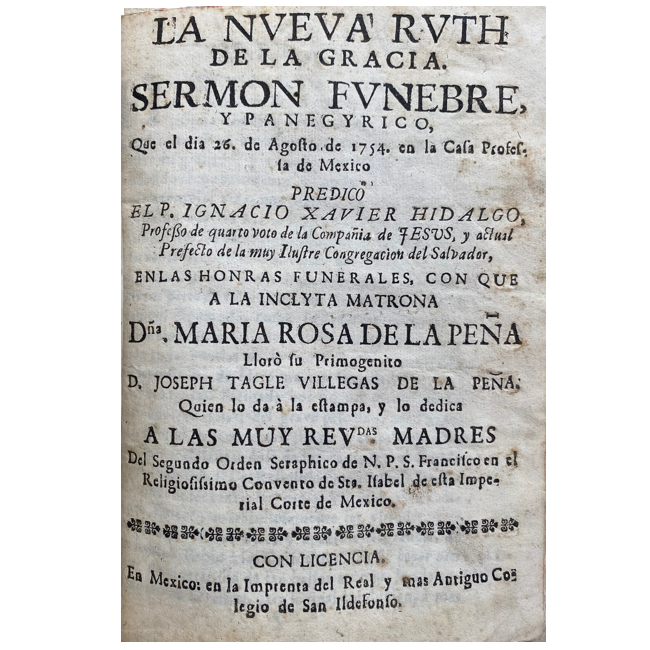 LA NVEVA RVTH
DE LA GRACIA.
SERMON FVNEBRE,
Y PANEGYRICO,
Que el dia 26. de Agoſto de 1754. en la Caſa Profeſ-
ſa de Mexico
PREDICÓ
EL P. IGNACIO XAVIER HIDALGO,
Profeßo de quarto voto de la Compañia de JESVS, y actual
Prefecto de la muy Iluſtre Congregacion del Salvador,
EN LAS HONRAS FUNERALES, CON QUE
A LA INCLYTA MATRONA
Dña. MARIA ROSA DE LA PEÑA
Llorò ſu Primogenito
D. JOSEPH TAGLE VILLEGAS DE LA PEÑA,
Quien lo da à la eſtampa, y lo dedica
A LAS MUY REVDAS MADRES
Del Segundo Orden Seraphico de N. P. S. Franciſco en el
Religioſiſſimo Convento de Sta. Iſabel de eſta Impe-
rial Corte de Mexico.
CON LICENCIA.
En Mexico: en la Imprenta del Real y mas Antiguo Co-
legio de San Ildefonſo.